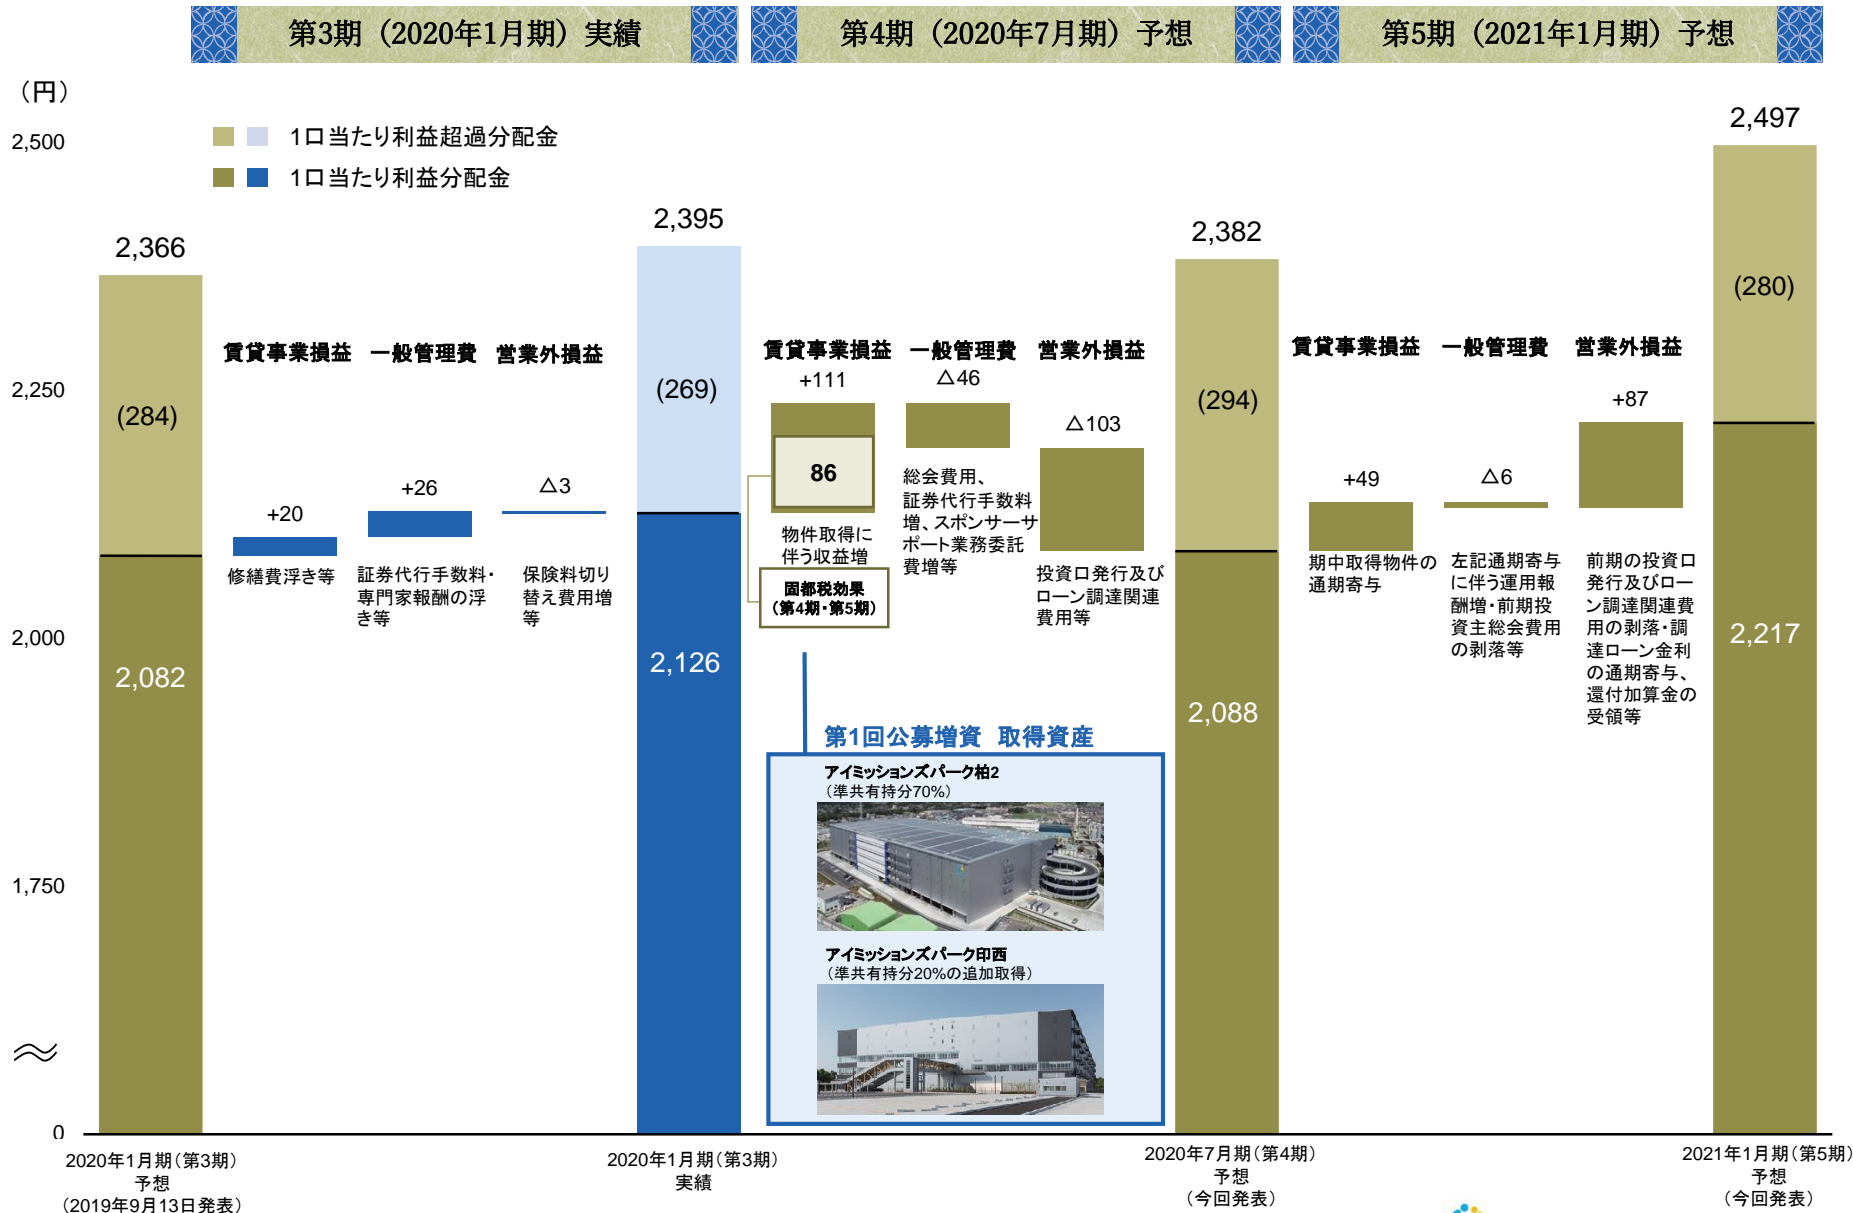 第3期（2020年1月期）実績
第4期（2020年7月期）予想
第5期（2021年1月期）予想
（円）
2,500
2,250
2,000
1,750
0
1口当たり利益超過分配金
1口当たり利益分配金
2,366
(284)
2,082
賃貸事業損益
+20
修繕費浮き等
一般管理費
+26
証券代行手数料・
専門家報酬の浮
き等
営業外損益
△3
保険料切り
替え費用増
等
2,395
(269)
2,126
賃貸事業損益
+111
86
物件取得に
伴う収益増
固都税効果
（第4期・第5期）
一般管理費
△46
総会費用、
証券代行手数料
増、スポンサーサ
ポート業務委託
費増等
営業外損益
△103
投資口発行及び
ローン調達関連
費用等
第1回公募増資 取得資産
アイミッションズパーク柏2
（準共有持分70%）
アイミッションズパーク印西
（準共有持分20%の追加取得）
2,382
(294)
2,088
賃貸事業損益
+49
期中取得物件の
通期寄与
一般管理費
△6
左記通期寄与
に伴う運用報
酬増・前期投
資主総会費用
の剥落等
営業外損益
+87
前期の投資口
発行及びロー
ン調達関連費
用の剥落・調
達ローン金利
の通期寄与、
還付加算金の
受領等
2,497
(280)
2,217
2020年1月期（第3期）
予想
（2019年9月13日発表）
2020年1月期（第3期）
実績
2020年7月期（第4期）
予想
（今回発表）
2021年1月期（第5期）
予想
（今回発表）